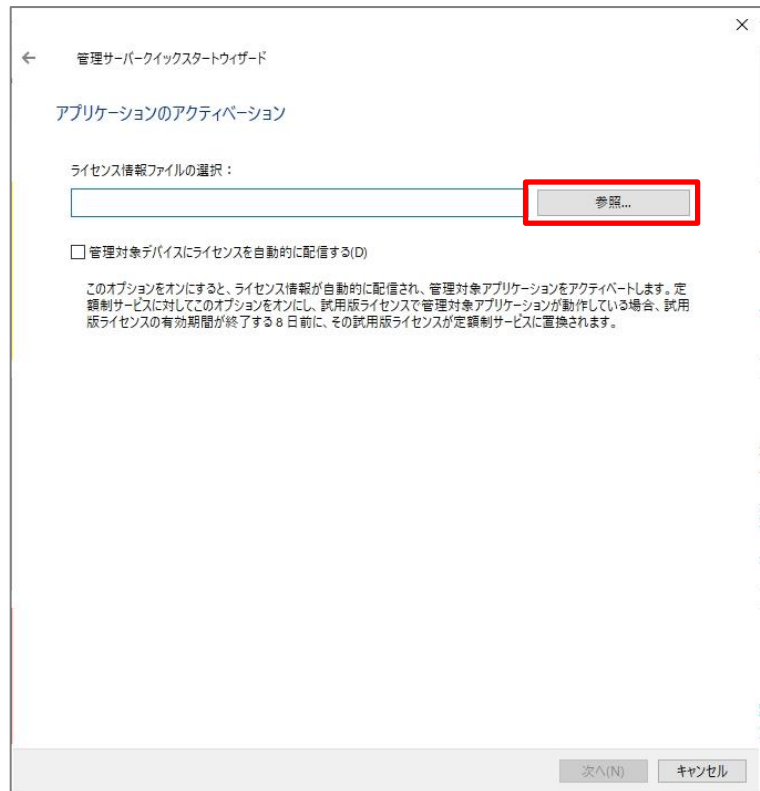 管理サーバークイックスタートウィザード
アプリケーションのアクティベーション
ライセンス情報ファイルの選択：
参照...
管理対象デバイスにライセンスを自動的に配信する(D)
このオプションをオンにすると、ライセンス情報が自動的に配信され、管理対象アプリケーションをアクティベートします。定
額制サービスに対してこのオプションをオンにし、試用版ライセンスで管理対象アプリケーションが動作している場合、試用
版ライセンスの有効期間が終了する 8 日前に、その試用版ライセンスが定額制サービスに置換されます。
次へ(N)
キャンセル